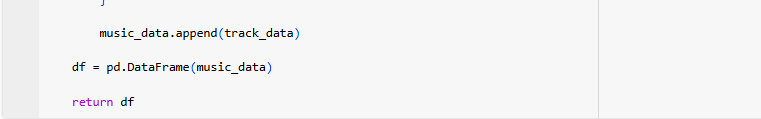 music_data.append(track_data)
df = pd.DataFrame(music_data)
return df